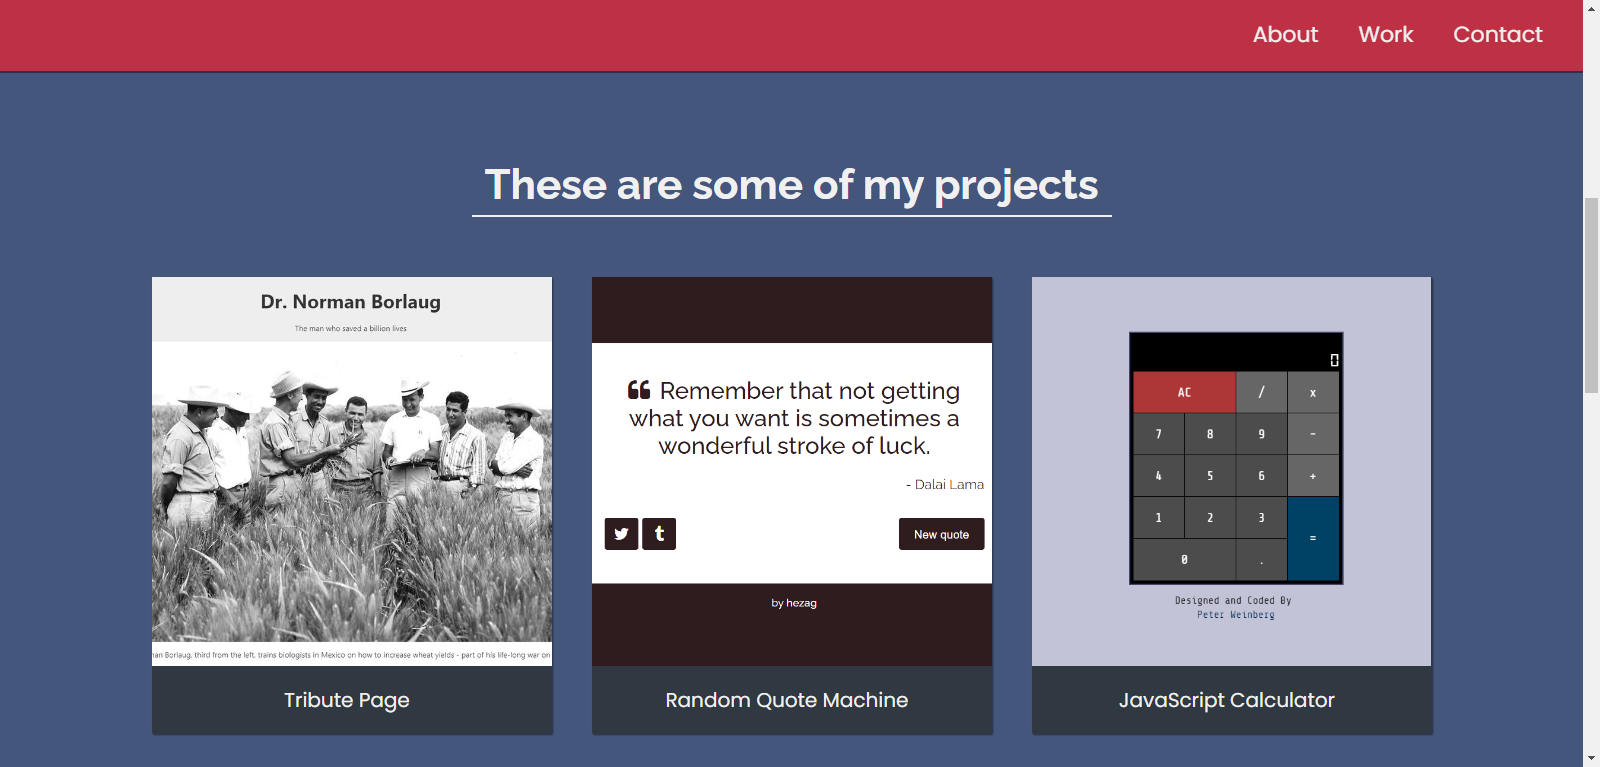 About Work Contact
These are some of my projects
Dr. Norman Borlaug
The man who saved a billion lives
Borlaug, third from the left, trains biologists in Mexico on how to increase wheat yields - part of his life-long war on
Tribute Page
Remember that not getting
what you want is sometimes a
wonderful stroke of luck.
- Dalai Lama
t New quote
by hezag
Random Quote Machine
0
AC / x
7 8 9 -
4 5 6 +
1 2 3
=
0 .
Designed and Coded By
Peter Weinberg
JavaScript Calculator